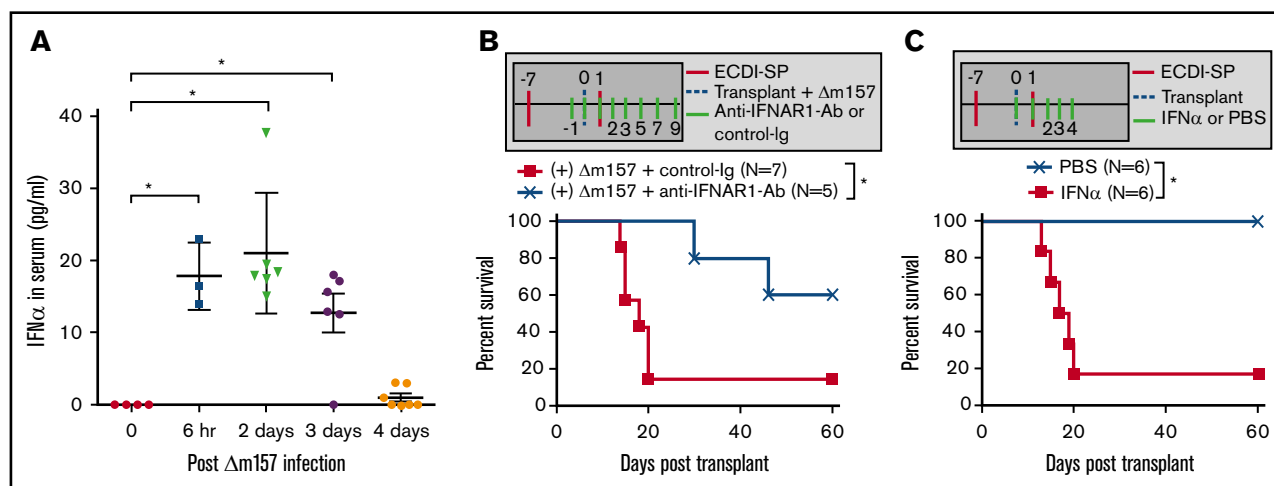 A
IFNα in serum (pg/ml)
40
30
20
10
0
*
*
*
0 6 hr 2 days 3 days 4 days
Post Δm157 infection
B
-7 0 1
-1 2 3 5 7 9
ECDI-SP
Transplant + Δm157
Anti-IFNAR1-Ab or
control-Ig
(+) Δm157 + control-Ig (N=7)
(+) Δm157 + anti-IFNAR1-Ab (N=5)
*
Percent survival
100
80
60
40
20
0
0 20 40 60
Days post transplant
C
-7 0 1
2 3 4
ECDI-SP
Transplant
IFNα or PBS
PBS (N=6)
IFNα (N=6)
*
Percent survival
100
80
60
40
20
0
0 20 40 60
Days post transplant